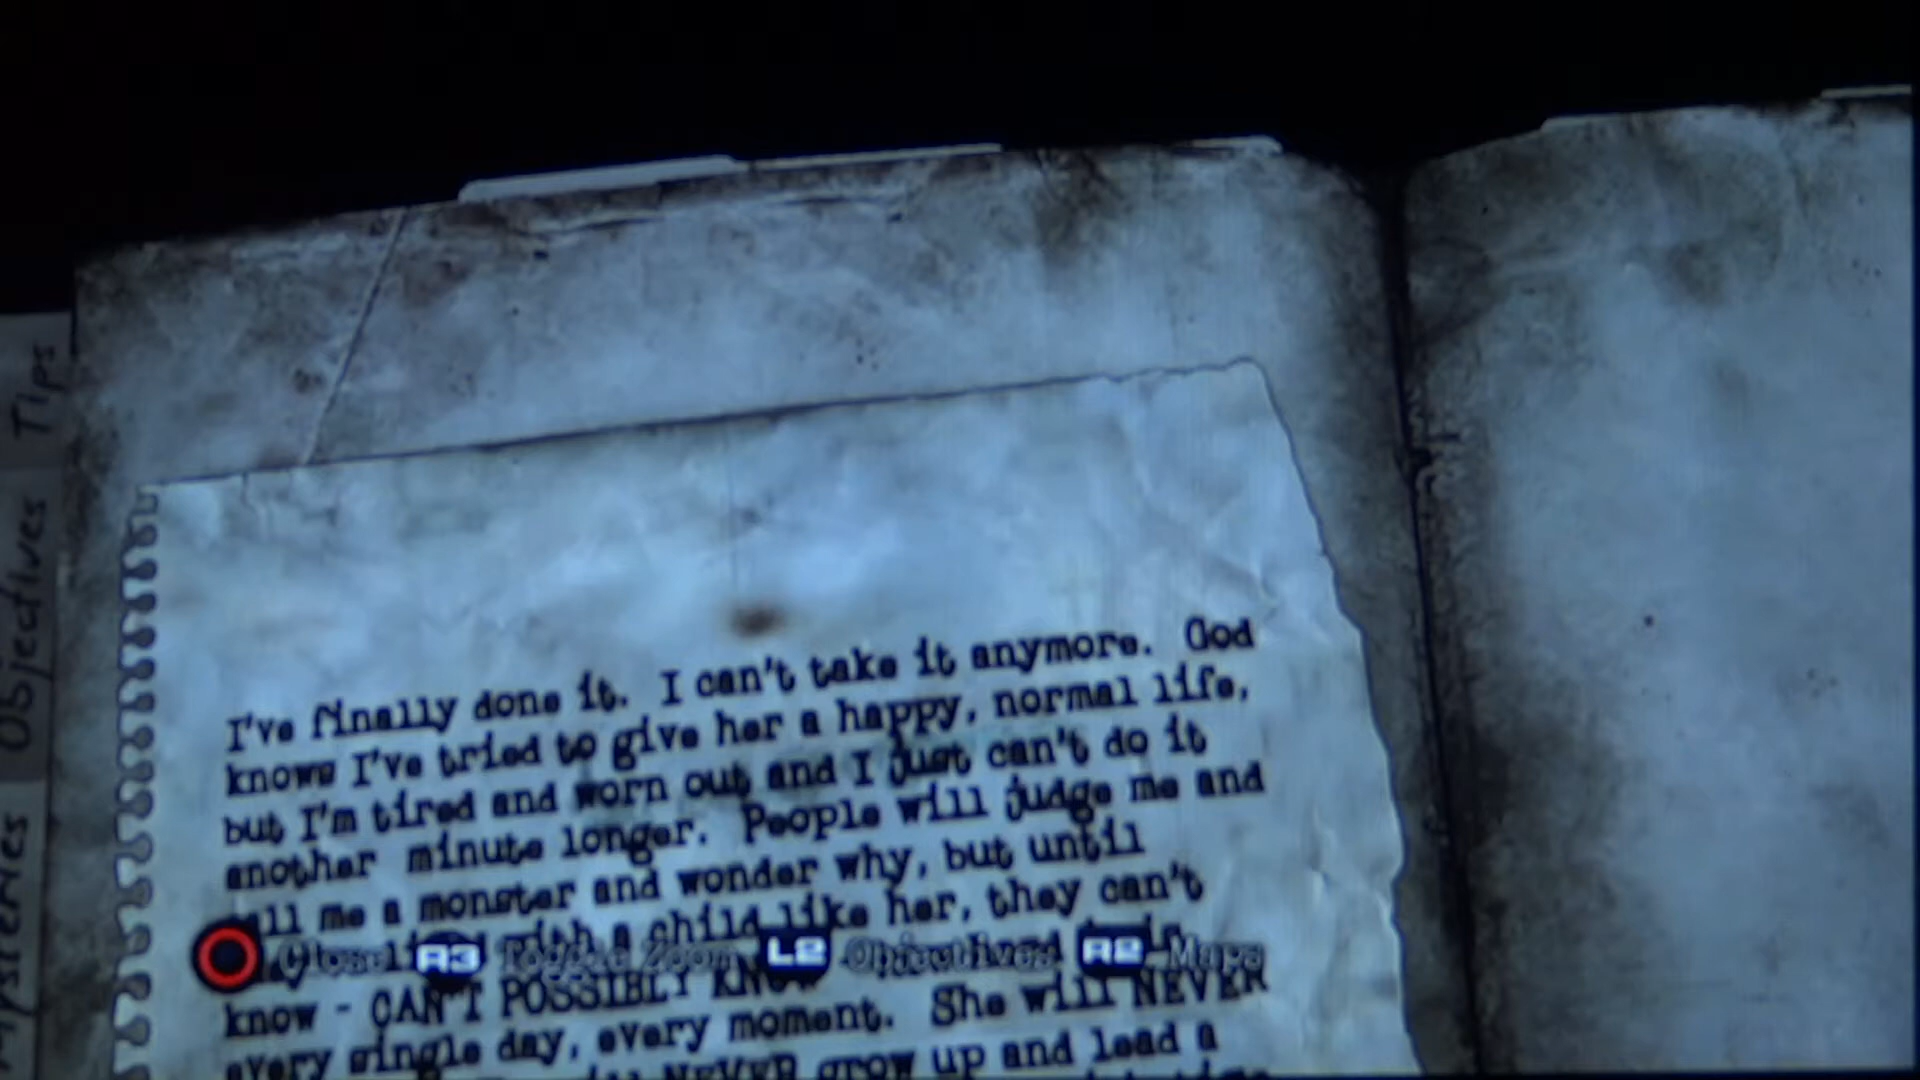 Tips
Objectives
Mysteries
I've finally done it. I can't take it anymore. God
knows I've tried to give her a happy, normal life,
but I'm tired and worn out and I just can't do it
another minute longer. People will judge me and
call me a monster and wonder why, but until
with a child like her, they can't
Close R3 Toggle Zoom L2 Objectives R2 Maps
know - CAN'T POSSIBLY KNOW
every single day, every moment. She will NEVER
NEVER grow up and lead a